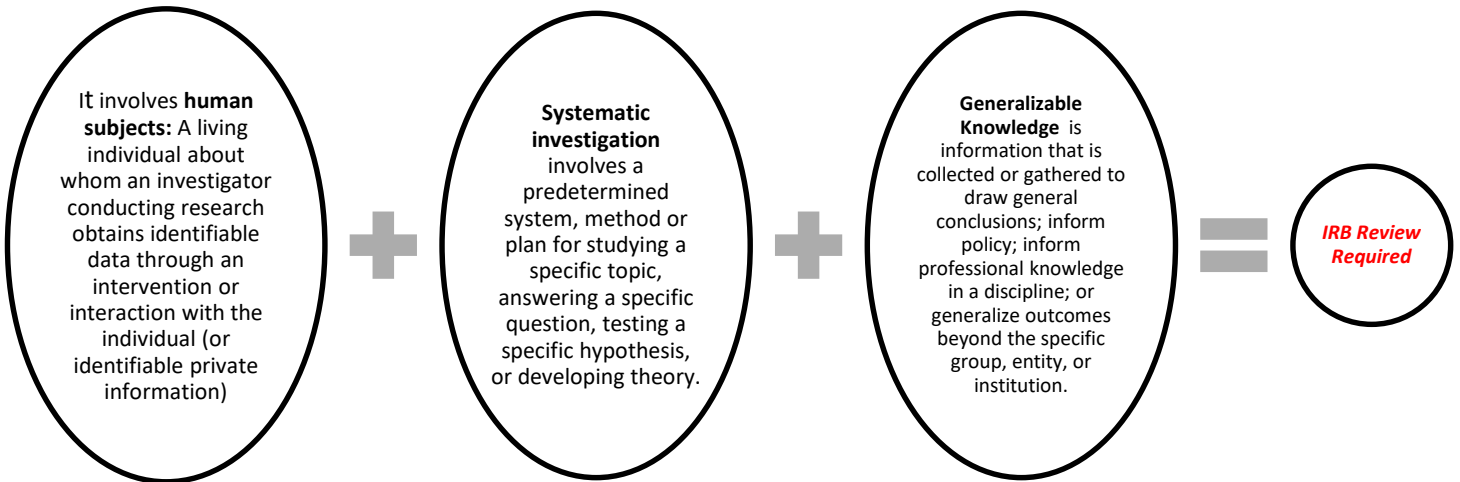 It involves human
subjects: A living
individual about
whom an investigator
conducting research
obtains identifiable
data through an
intervention or
interaction with the
individual (or
identifiable private
information)
Systematic
investigation
involves a
predetermined
system, method or
plan for studying a
specific topic,
answering a specific
question, testing a
specific hypothesis,
or developing theory.
Generalizable
Knowledge is
information that is
collected or gathered to
draw general
conclusions; inform
policy; inform
professional knowledge
in a discipline; or
generalize outcomes
beyond the specific
group, entity, or
institution.
IRB Review
Required